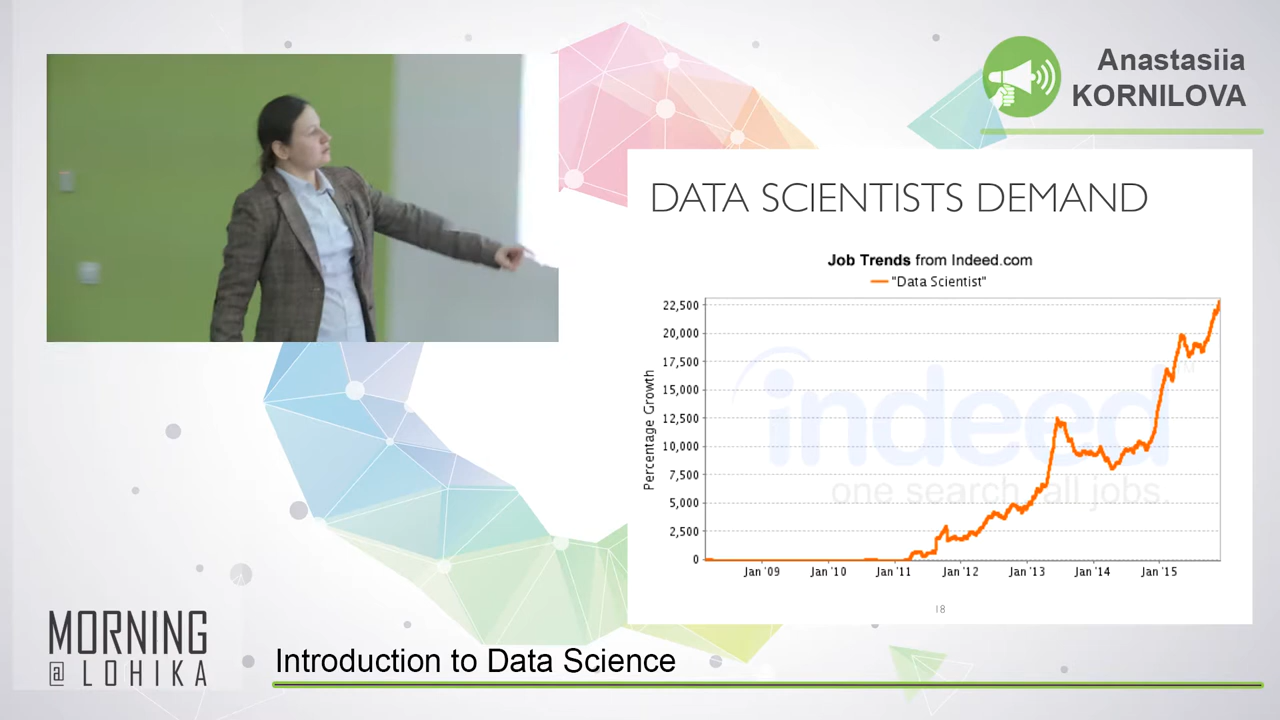 Anastasiia
KORNILOVA
DATA SCIENTISTS DEMAND
Job Trends from Indeed.com
"Data Scientist"
22,500
20,000
17,500
15,000
12,500
10,000
7,500
5,000
2,500
0
Percentage Growth
indeed
one search. all jobs.
Jan '09 Jan '10 Jan '11 Jan '12 Jan '13 Jan '14 Jan '15
18
MORNING
@ LOHIKA
Introduction to Data Science